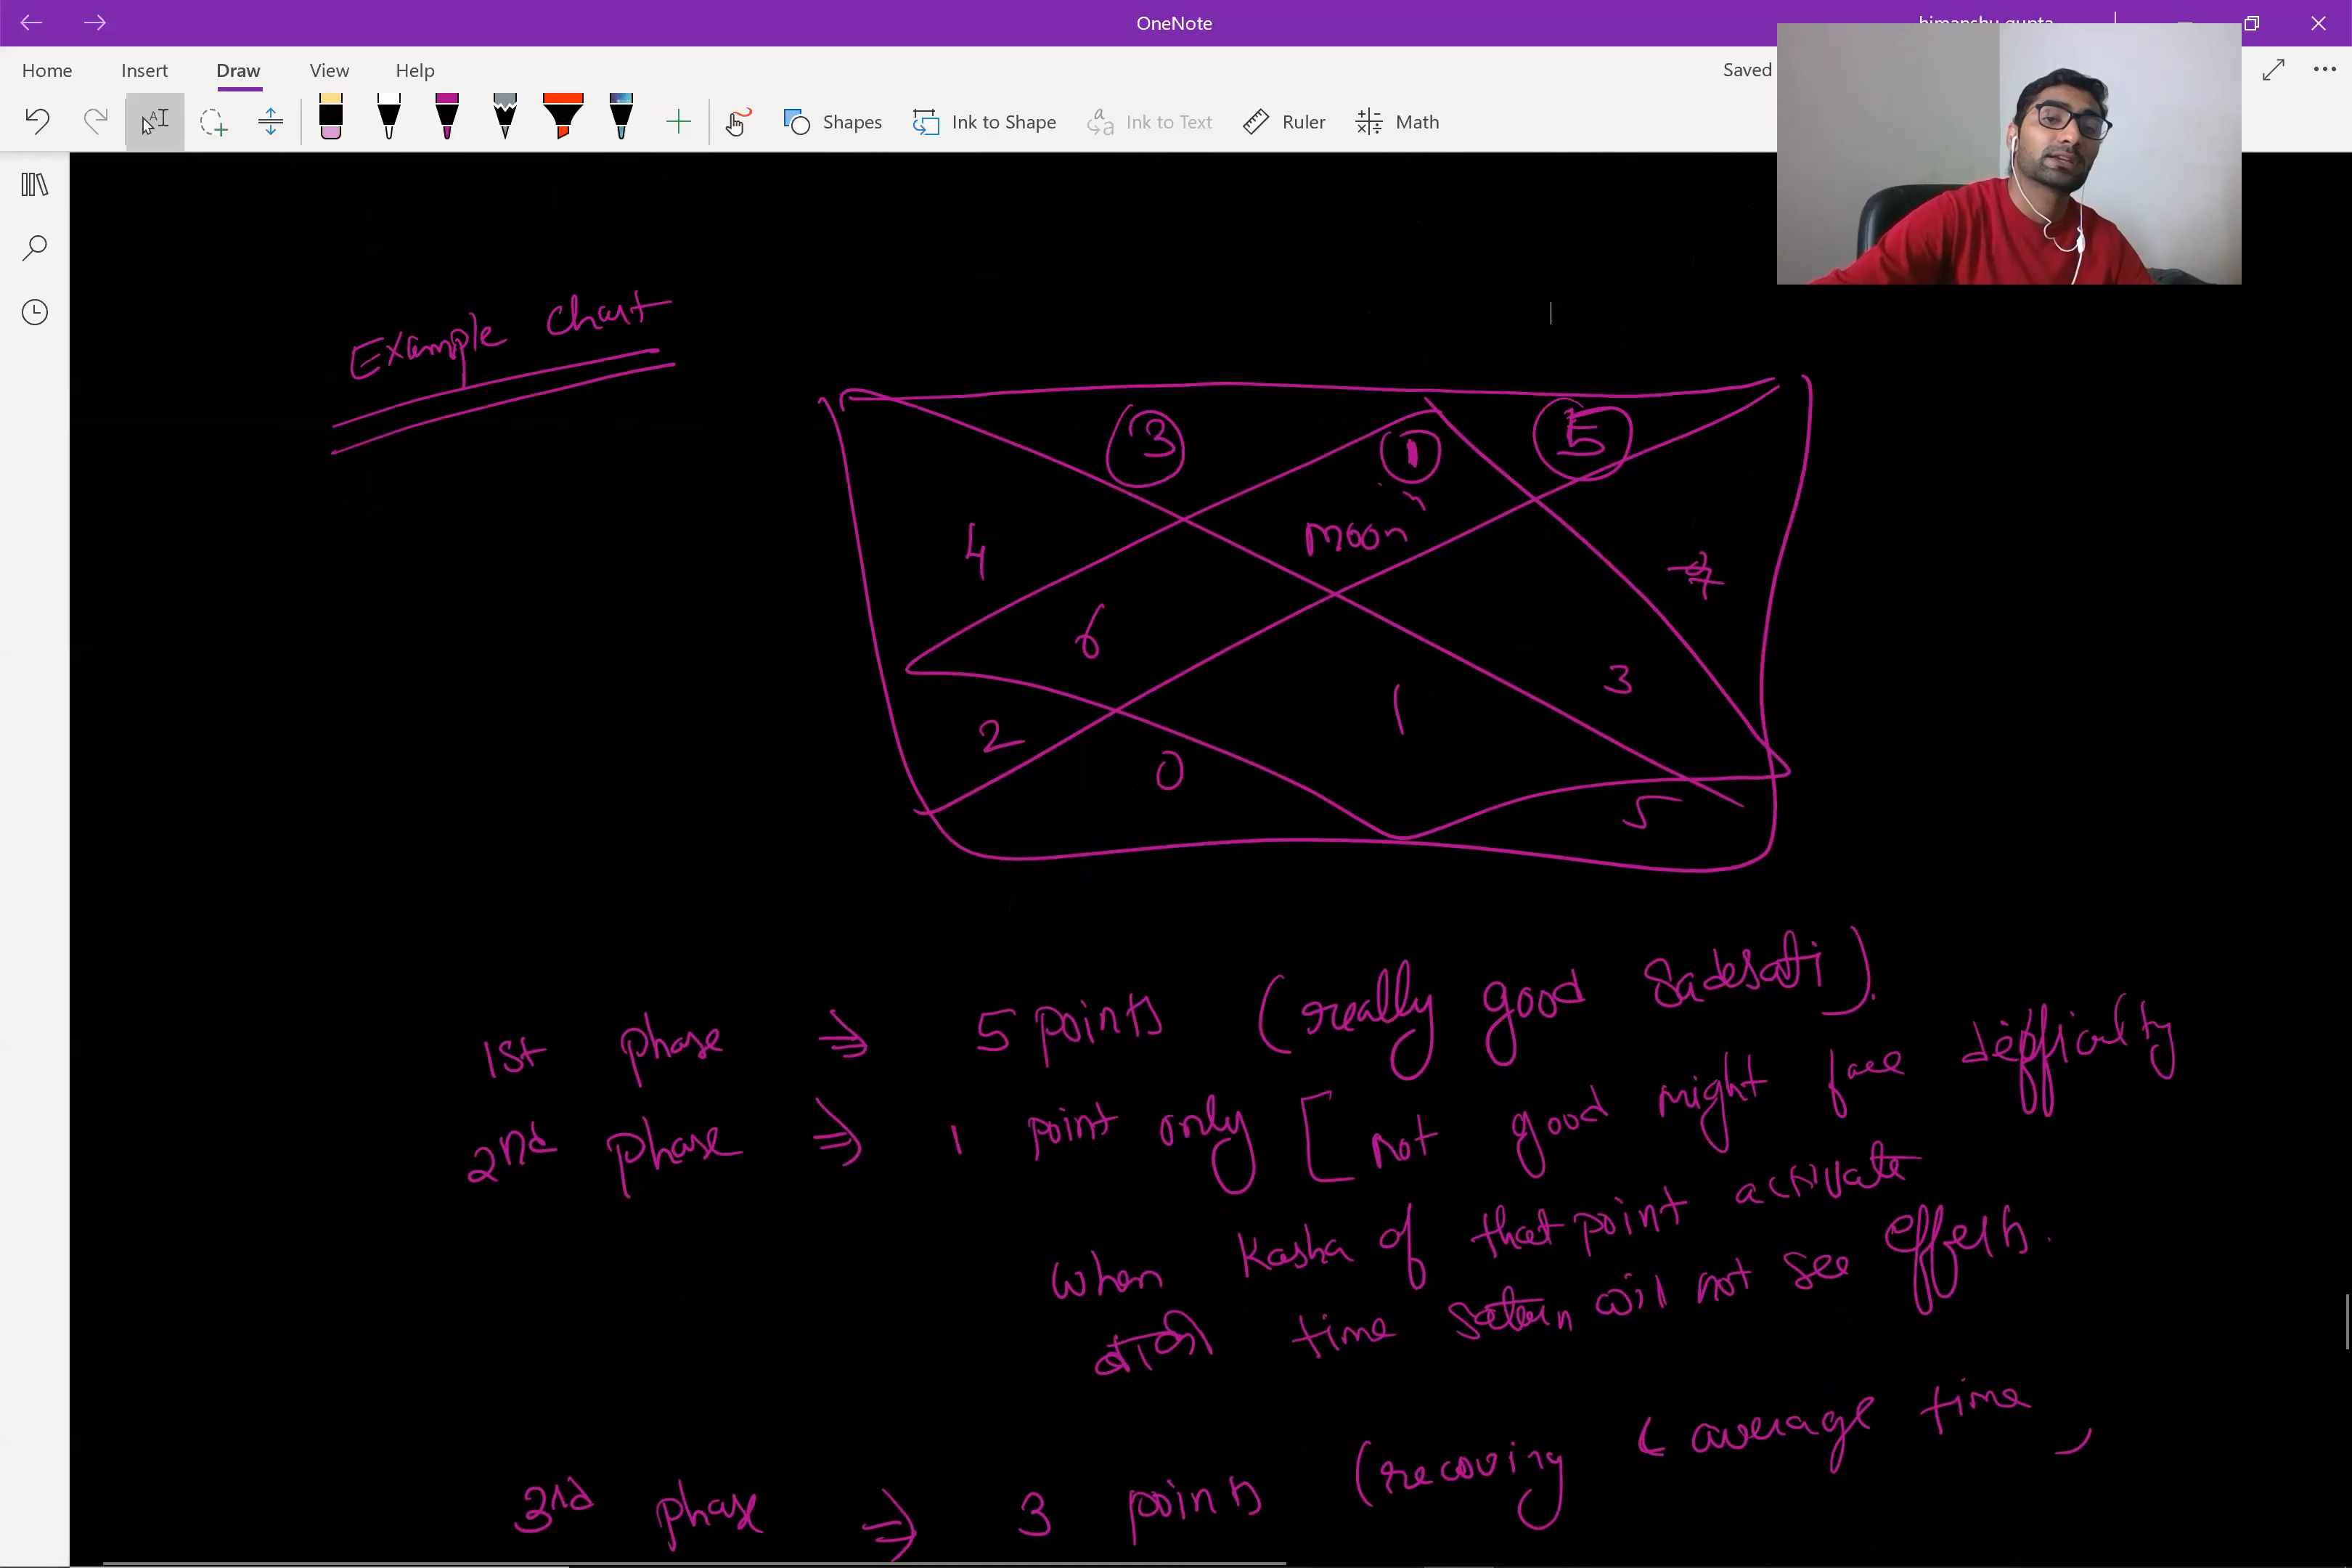 OneNote
himanshu gupta
Home Insert Draw View Help
Saved
Shapes Ink to Shape Ink to Text Ruler Math
Example Chart
3 1 5
4 Moon
6 3
2 0 1
5
1st phase ⇒ 5 points (really good Sadesati).
2nd phase ⇒ 1 point only [ not good might face difficulty
when Kasha of that point activate
time Saturn will not see effects.
3rd phase ⇒ 3 points (recoving ( average time